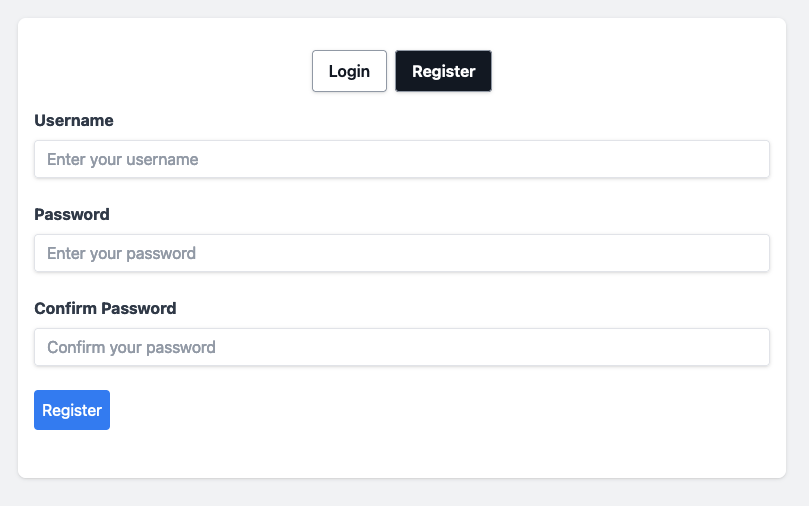 Login Register
Username
Enter your username
Password
Enter your password
Confirm Password
Confirm your password
Register